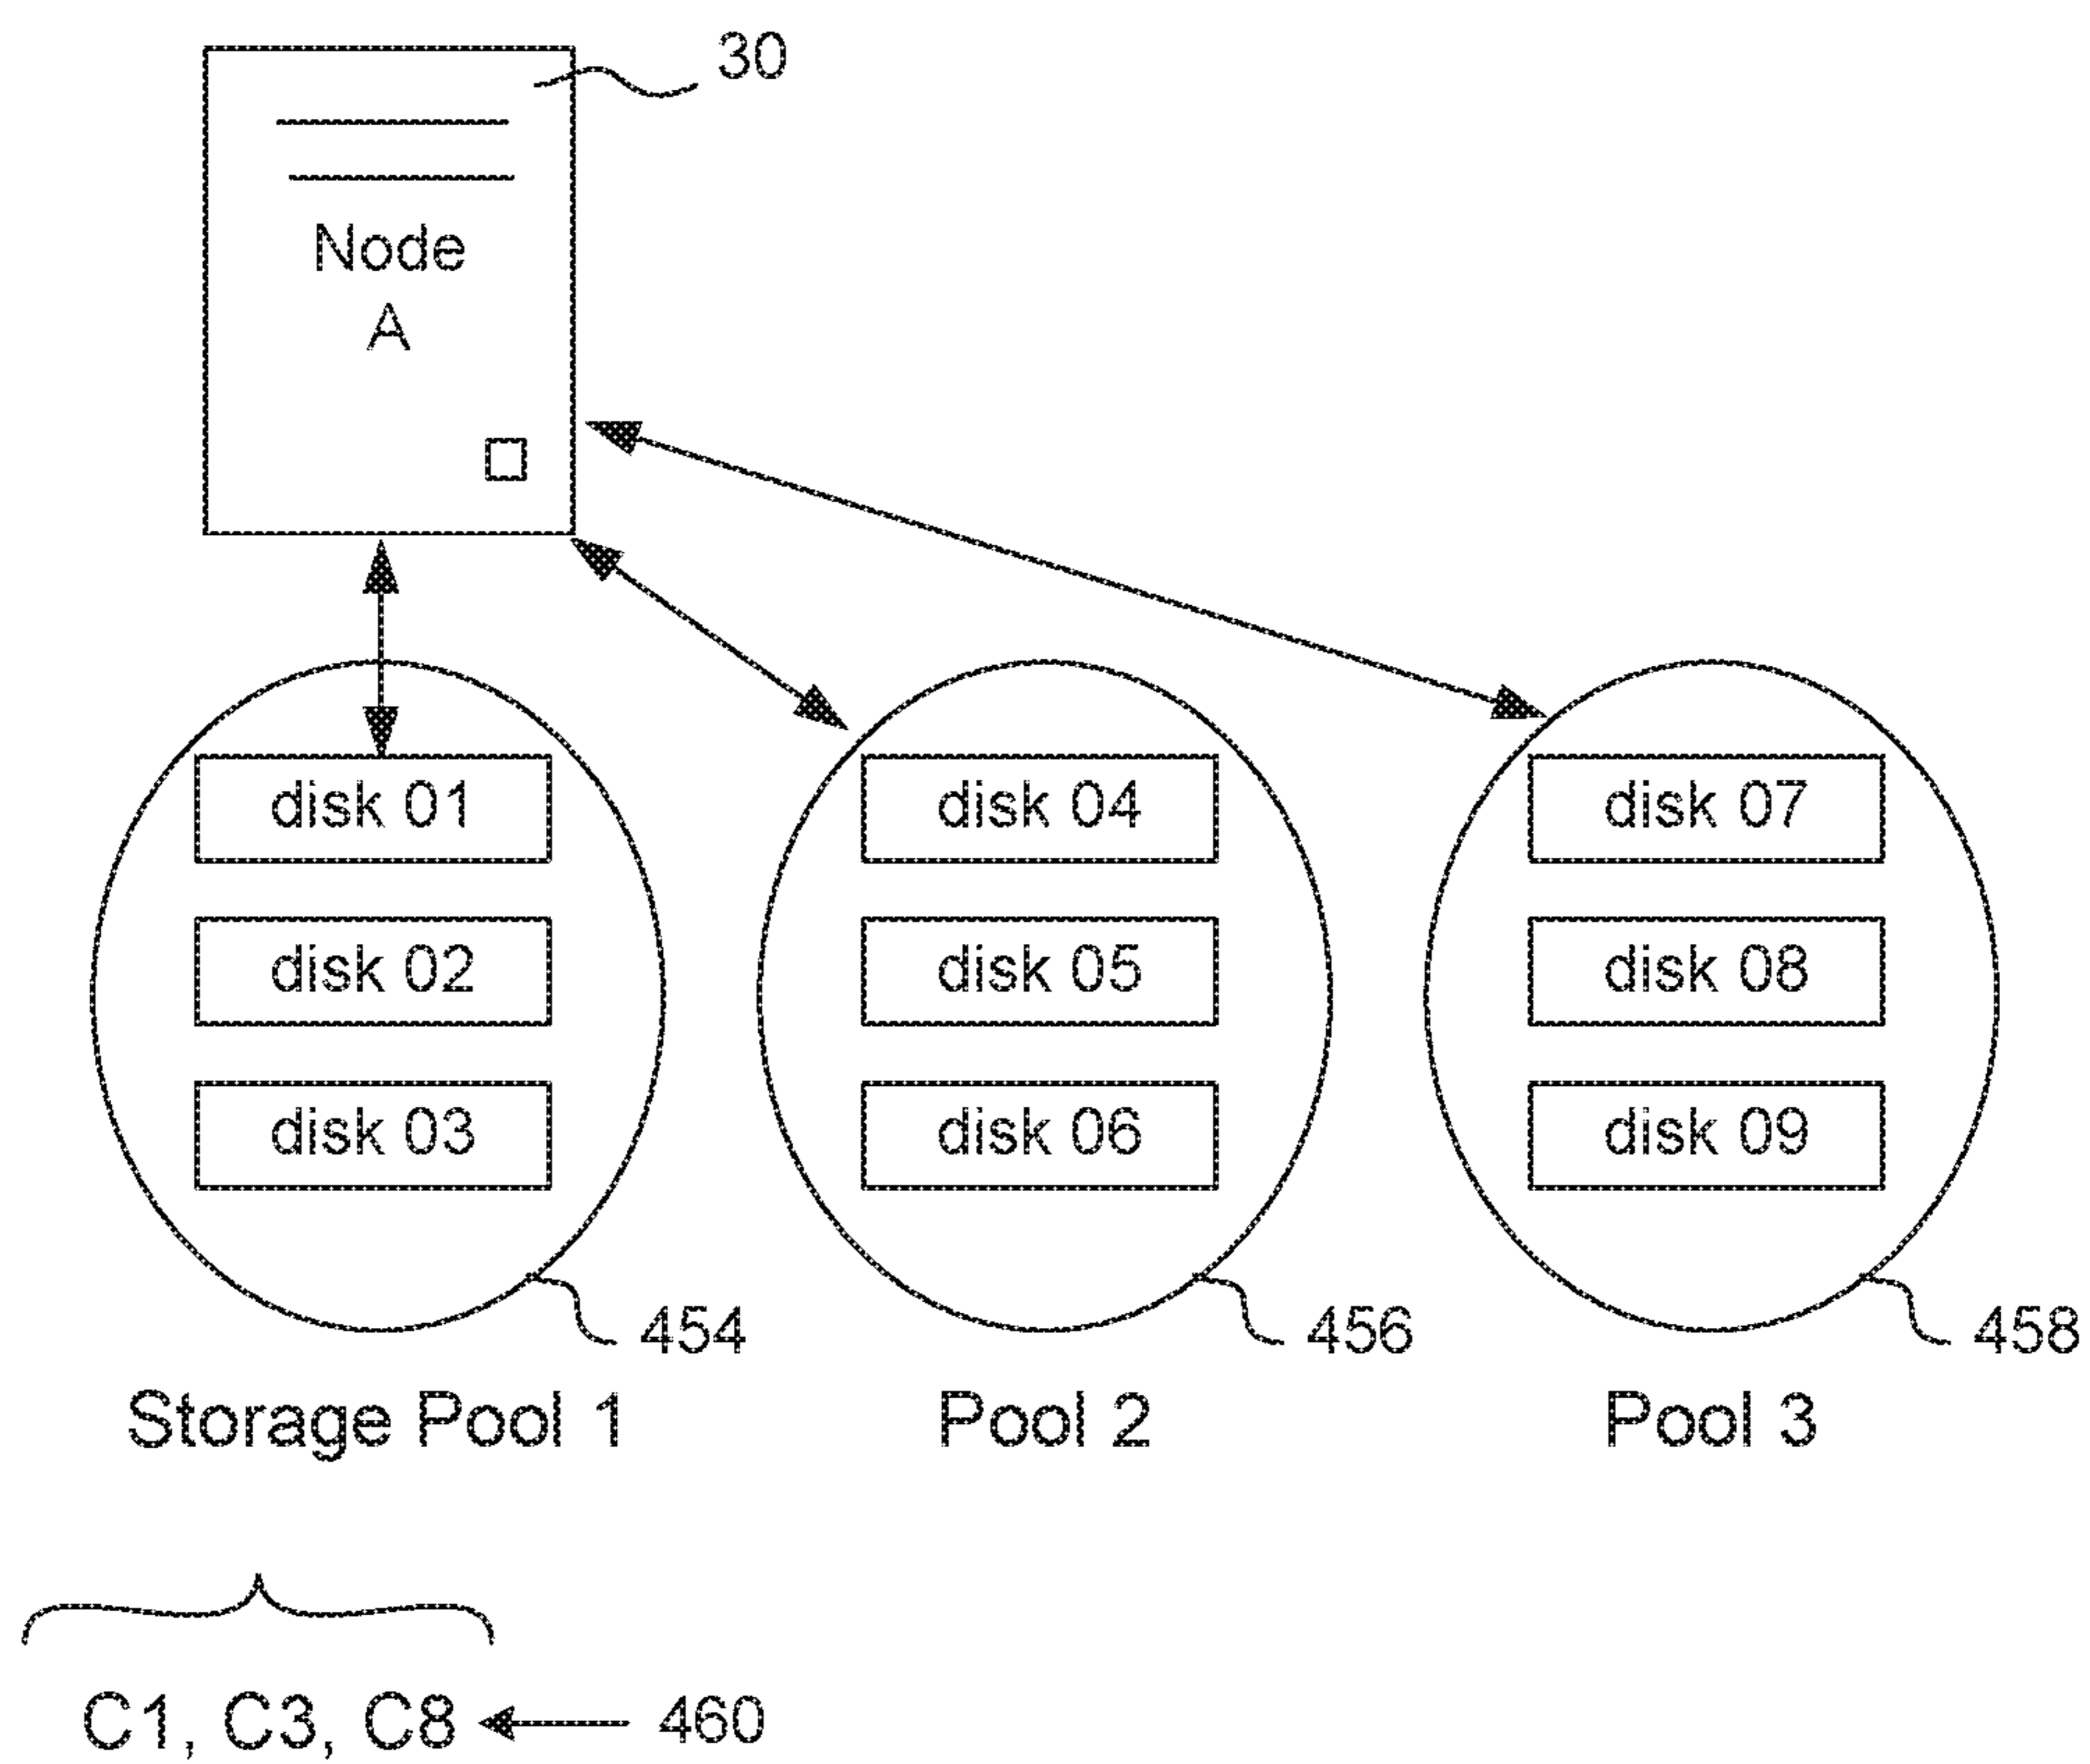 30
Node
A
disk 01
disk 04
disk 07
disk 02
disk 05
disk 08
disk 03
disk 06
disk 09
454
456
458
Storage Pool 1
Pool 2
Pool 3
C1, C3, C8
460